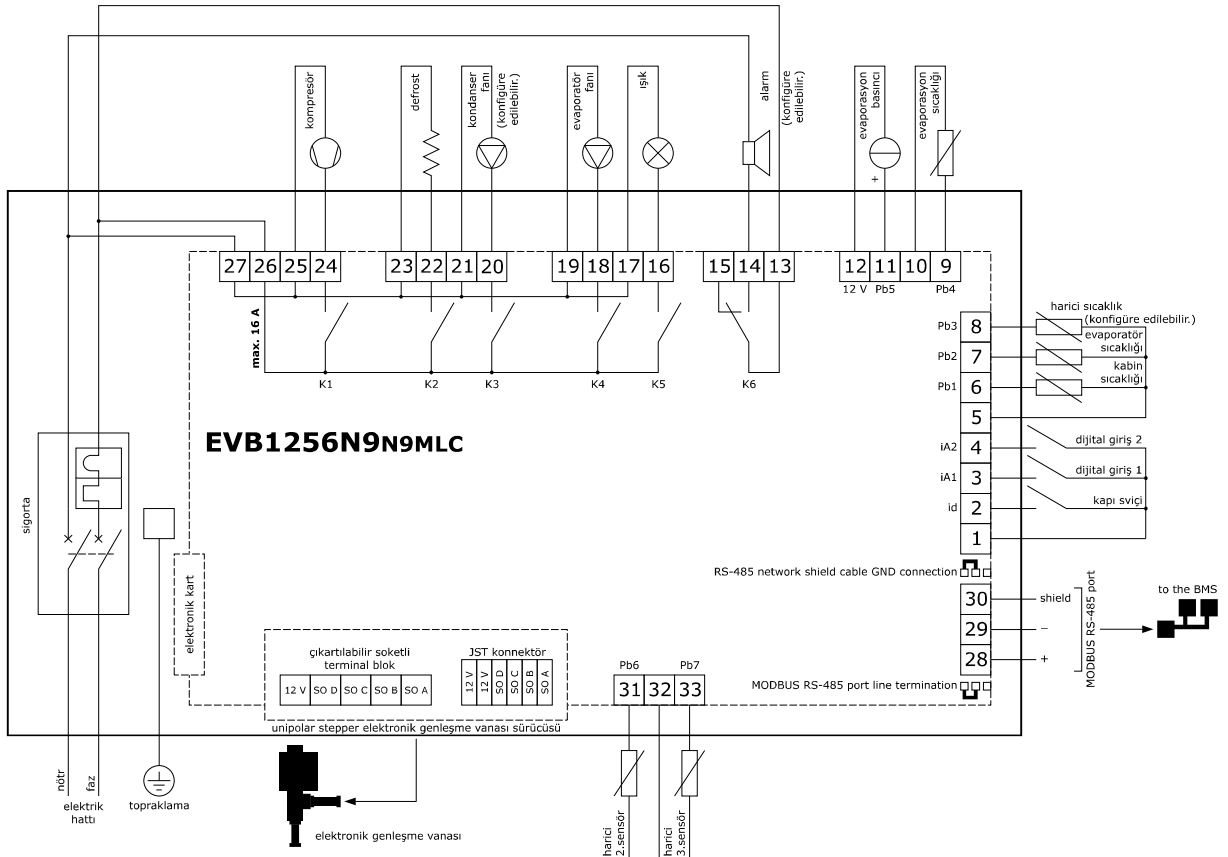 kompresör
defrost
kondanser
fanı
(konfigüre
edilebilir.)
evaporatör
fanı
ışık
alarm
(konfigüre
edilebilir.)
evaporasyon
basıncı
evaporasyon
sıcaklığı
+
27 26 25 24 23 22 21 20 19 18 17 16 15 14 13 12 11 10 9
12 V Pb5 Pb4
max. 16 A
K1 K2 K3 K4 K5 K6
harici sıcaklık
(konfigüre edilebilir.)
Pb3 8
evaporatör
sıcaklığı
Pb2 7
kabin
sıcaklığı
Pb1 6
5
iA2 4 dijital giriş 2
iA1 3 dijital giriş 1
id 2 kapı sviçi
1
EVB1256N9N9MLC
sigorta
elektronik kart
RS-485 network shield cable GND connection
30 shield
29 −
28 +
MODBUS RS-485 port
to the BMS
MODBUS RS-485 port line termination
çıkartılabilir soketli
terminal blok
12 V SO D SO C SO B SO A
JST konnektör
12 V 12 V SO D SO C SO B SO A
unipolar stepper elektronik genleşme vanası sürücüsü
Pb6 Pb7
31 32 33
nötr
faz
elektrik
hattı
topraklama
elektronik genleşme vanası
harici
2.sensör
harici
3.sensör